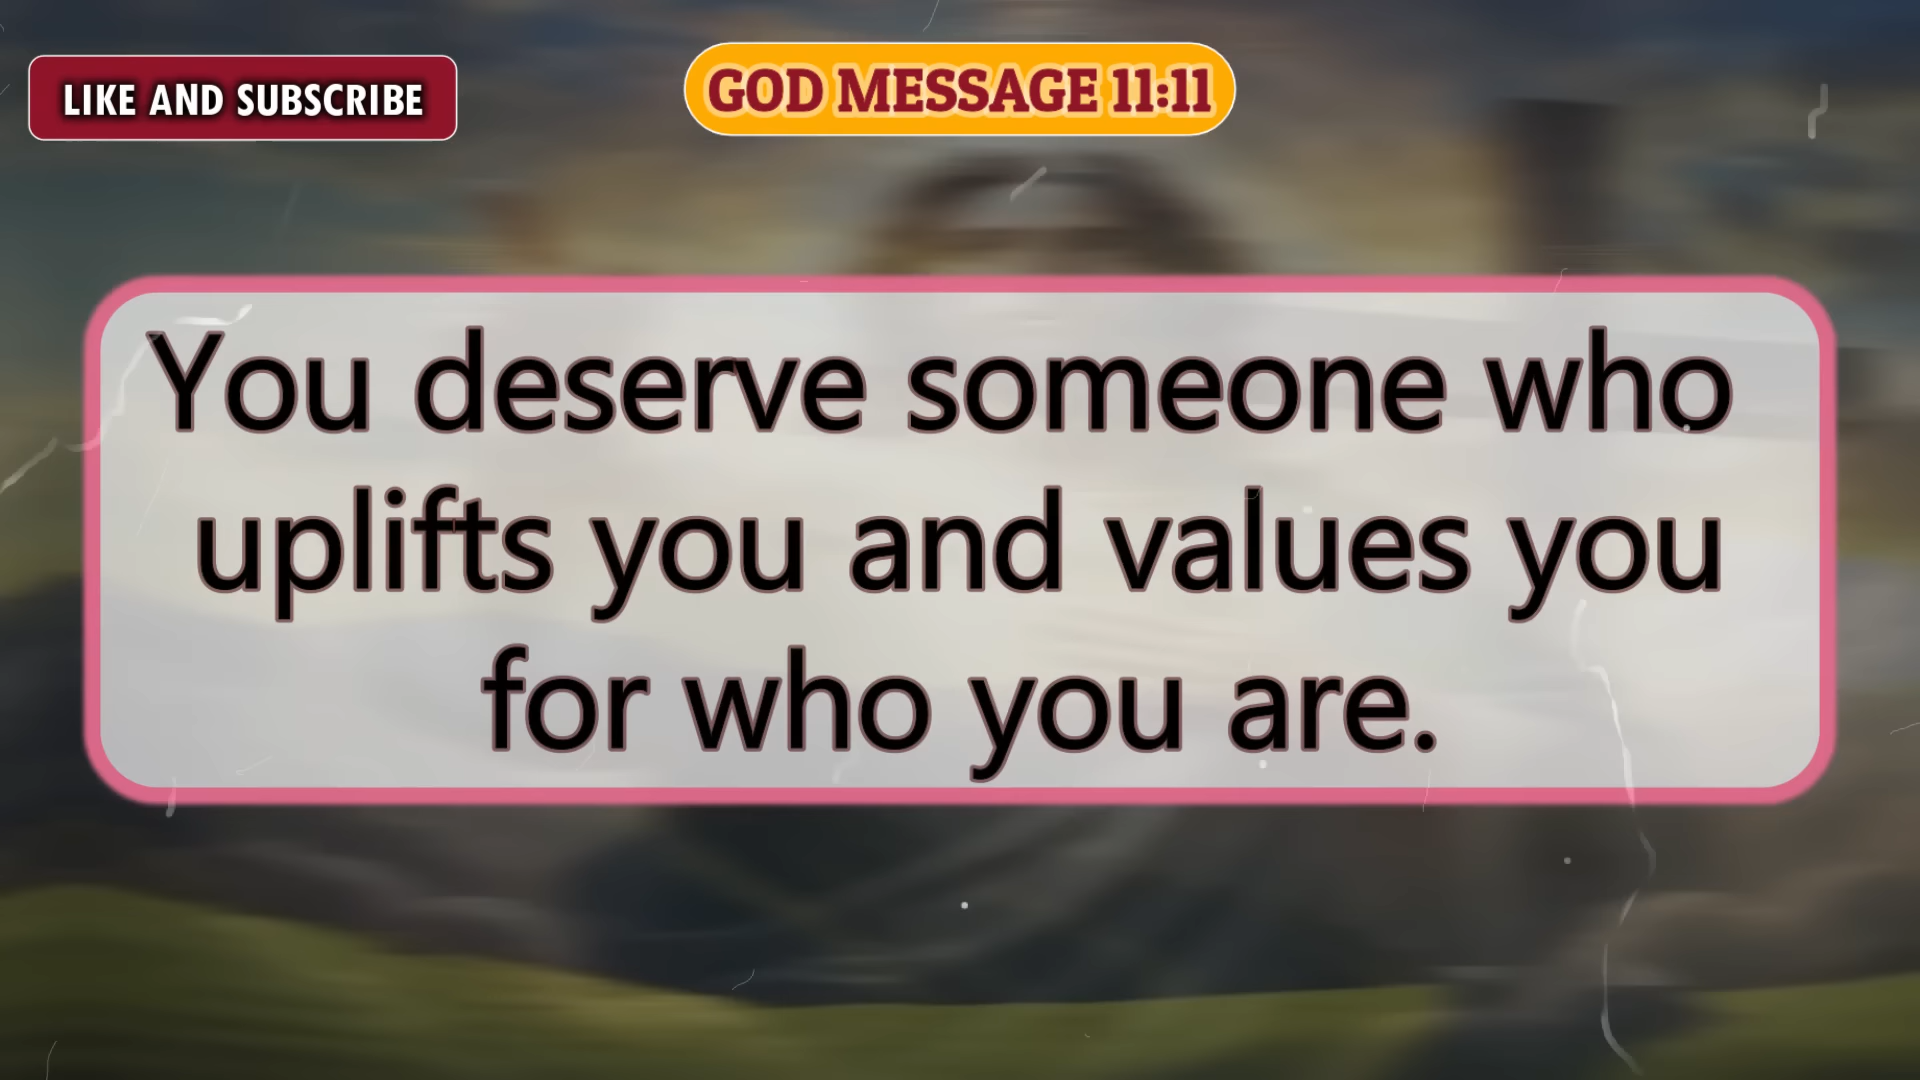 LIKE AND SUBSCRIBE
GOD MESSAGE 11:11
You deserve someone who
uplifts you and values you
for who you are.